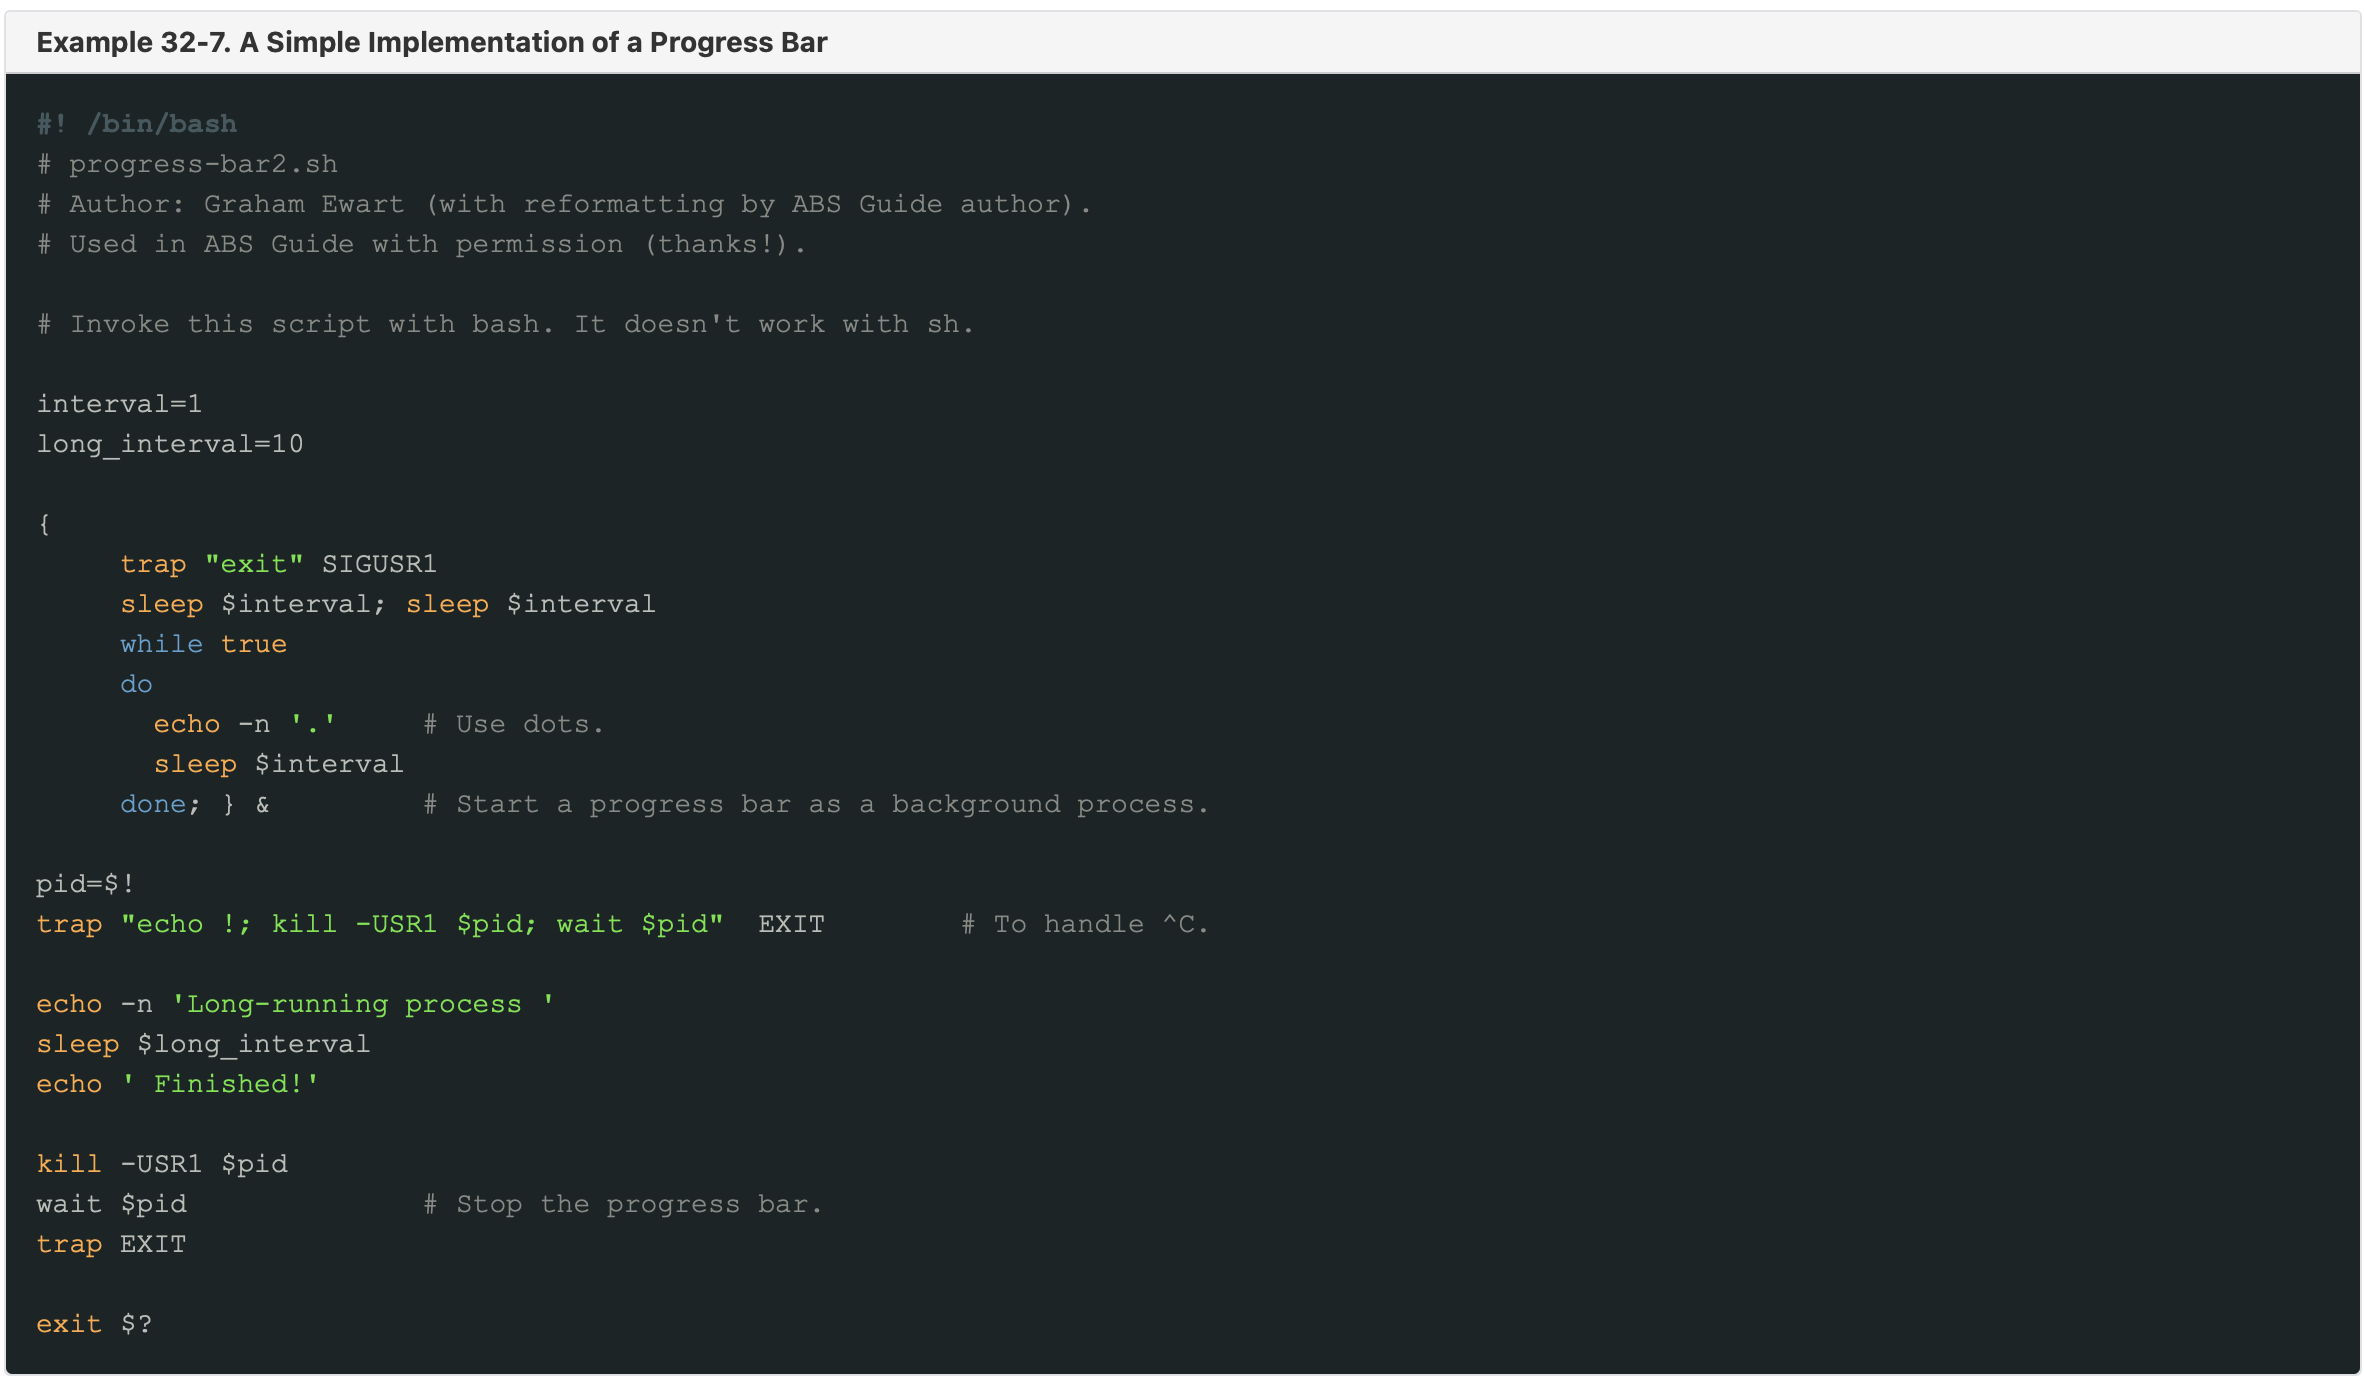 Example 32-7. A Simple Implementation of a Progress Bar
#! /bin/bash
# progress-bar2.sh
# Author: Graham Ewart (with reformatting by ABS Guide author).
# Used in ABS Guide with permission (thanks!).
# Invoke this script with bash. It doesn't work with sh.
interval=1
long_interval=10
{
     trap "exit" SIGUSR1
     sleep $interval; sleep $interval
     while true
     do
       echo -n '.'     # Use dots.
       sleep $interval
     done; } &         # Start a progress bar as a background process.
pid=$!
trap "echo !; kill -USR1 $pid; wait $pid"  EXIT        # To handle ^C.
echo -n 'Long-running process '
sleep $long_interval
echo ' Finished!'
kill -USR1 $pid
wait $pid              # Stop the progress bar.
trap EXIT
exit $?